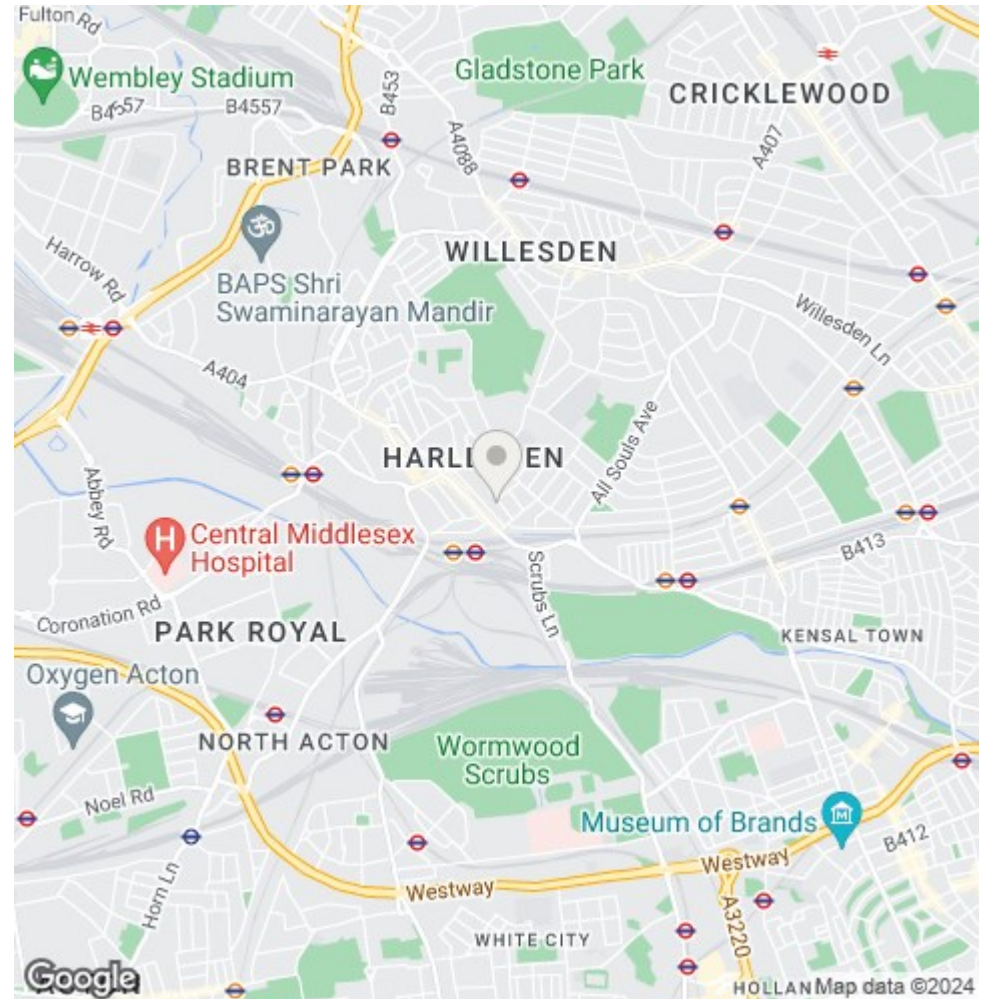 Fulton Rd
Wembley Stadium
B4557
B4557
B453
Gladstone Park
CRICKLEWOOD
A4088
A407
BRENT PARK
WILLESDEN
Harrow Rd
BAPS Shri
Swaminarayan Mandir
Willesden Ln
A404
HARL
EN
All Souls Ave
Abbey Rd
H
Central Middlesex
Hospital
B413
Scrubs Ln
Coronation Rd
PARK ROYAL
KENSAL TOWN
Oxygen Acton
NORTH ACTON
Wormwood
Scrubs
Noel Rd
Museum of Brands
M
B412
Westway
Westway
Horn Ln
A3220
WHITE CITY
Google
HOLLAN
Map data ©2024